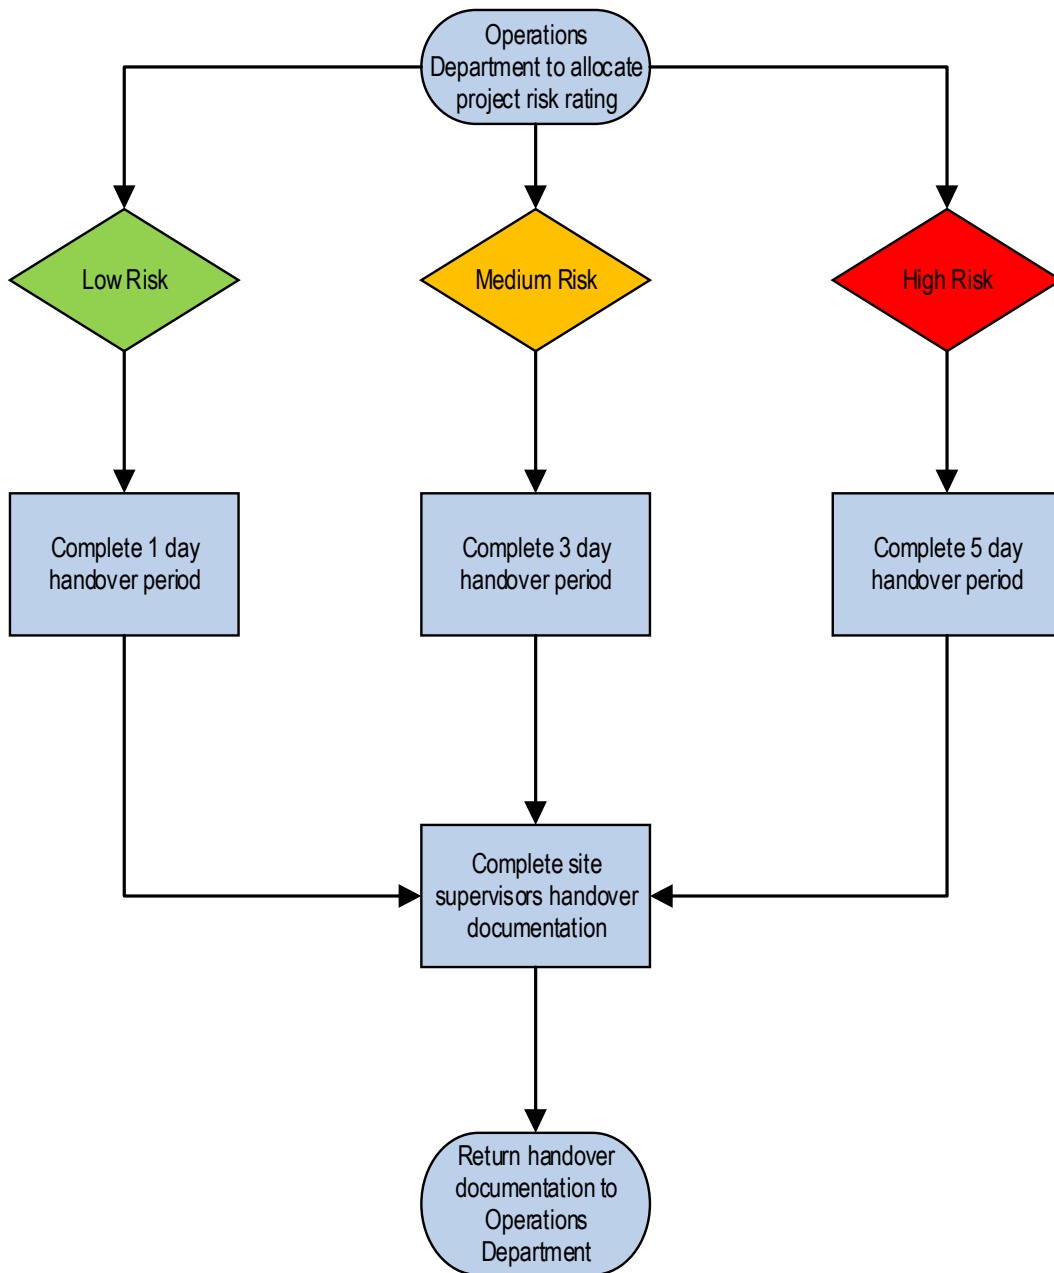 Operations
Department to allocate
project risk rating
Low Risk
Medium Risk
High Risk
Complete 1 day
handover period
Complete 3 day
handover period
Complete 5 day
handover period
Complete site
supervisors handover
documentation
Return handover
documentation to
Operations
Department